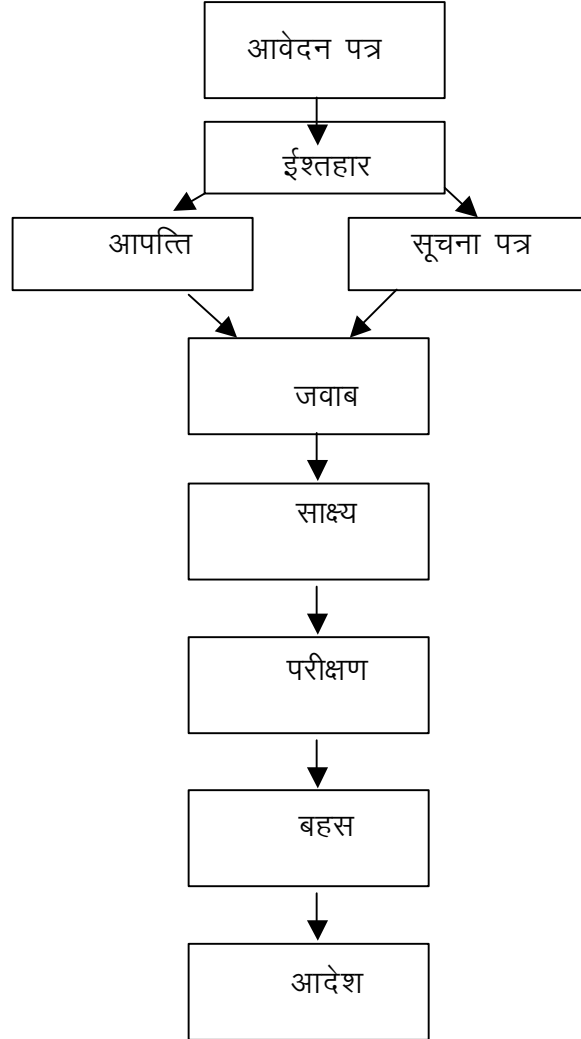 आवेदन पत्र
ईश्तहार
आपत्ति
सूचना पत्र
जवाब
साक्ष्य
परीक्षण
बहस
आदेश